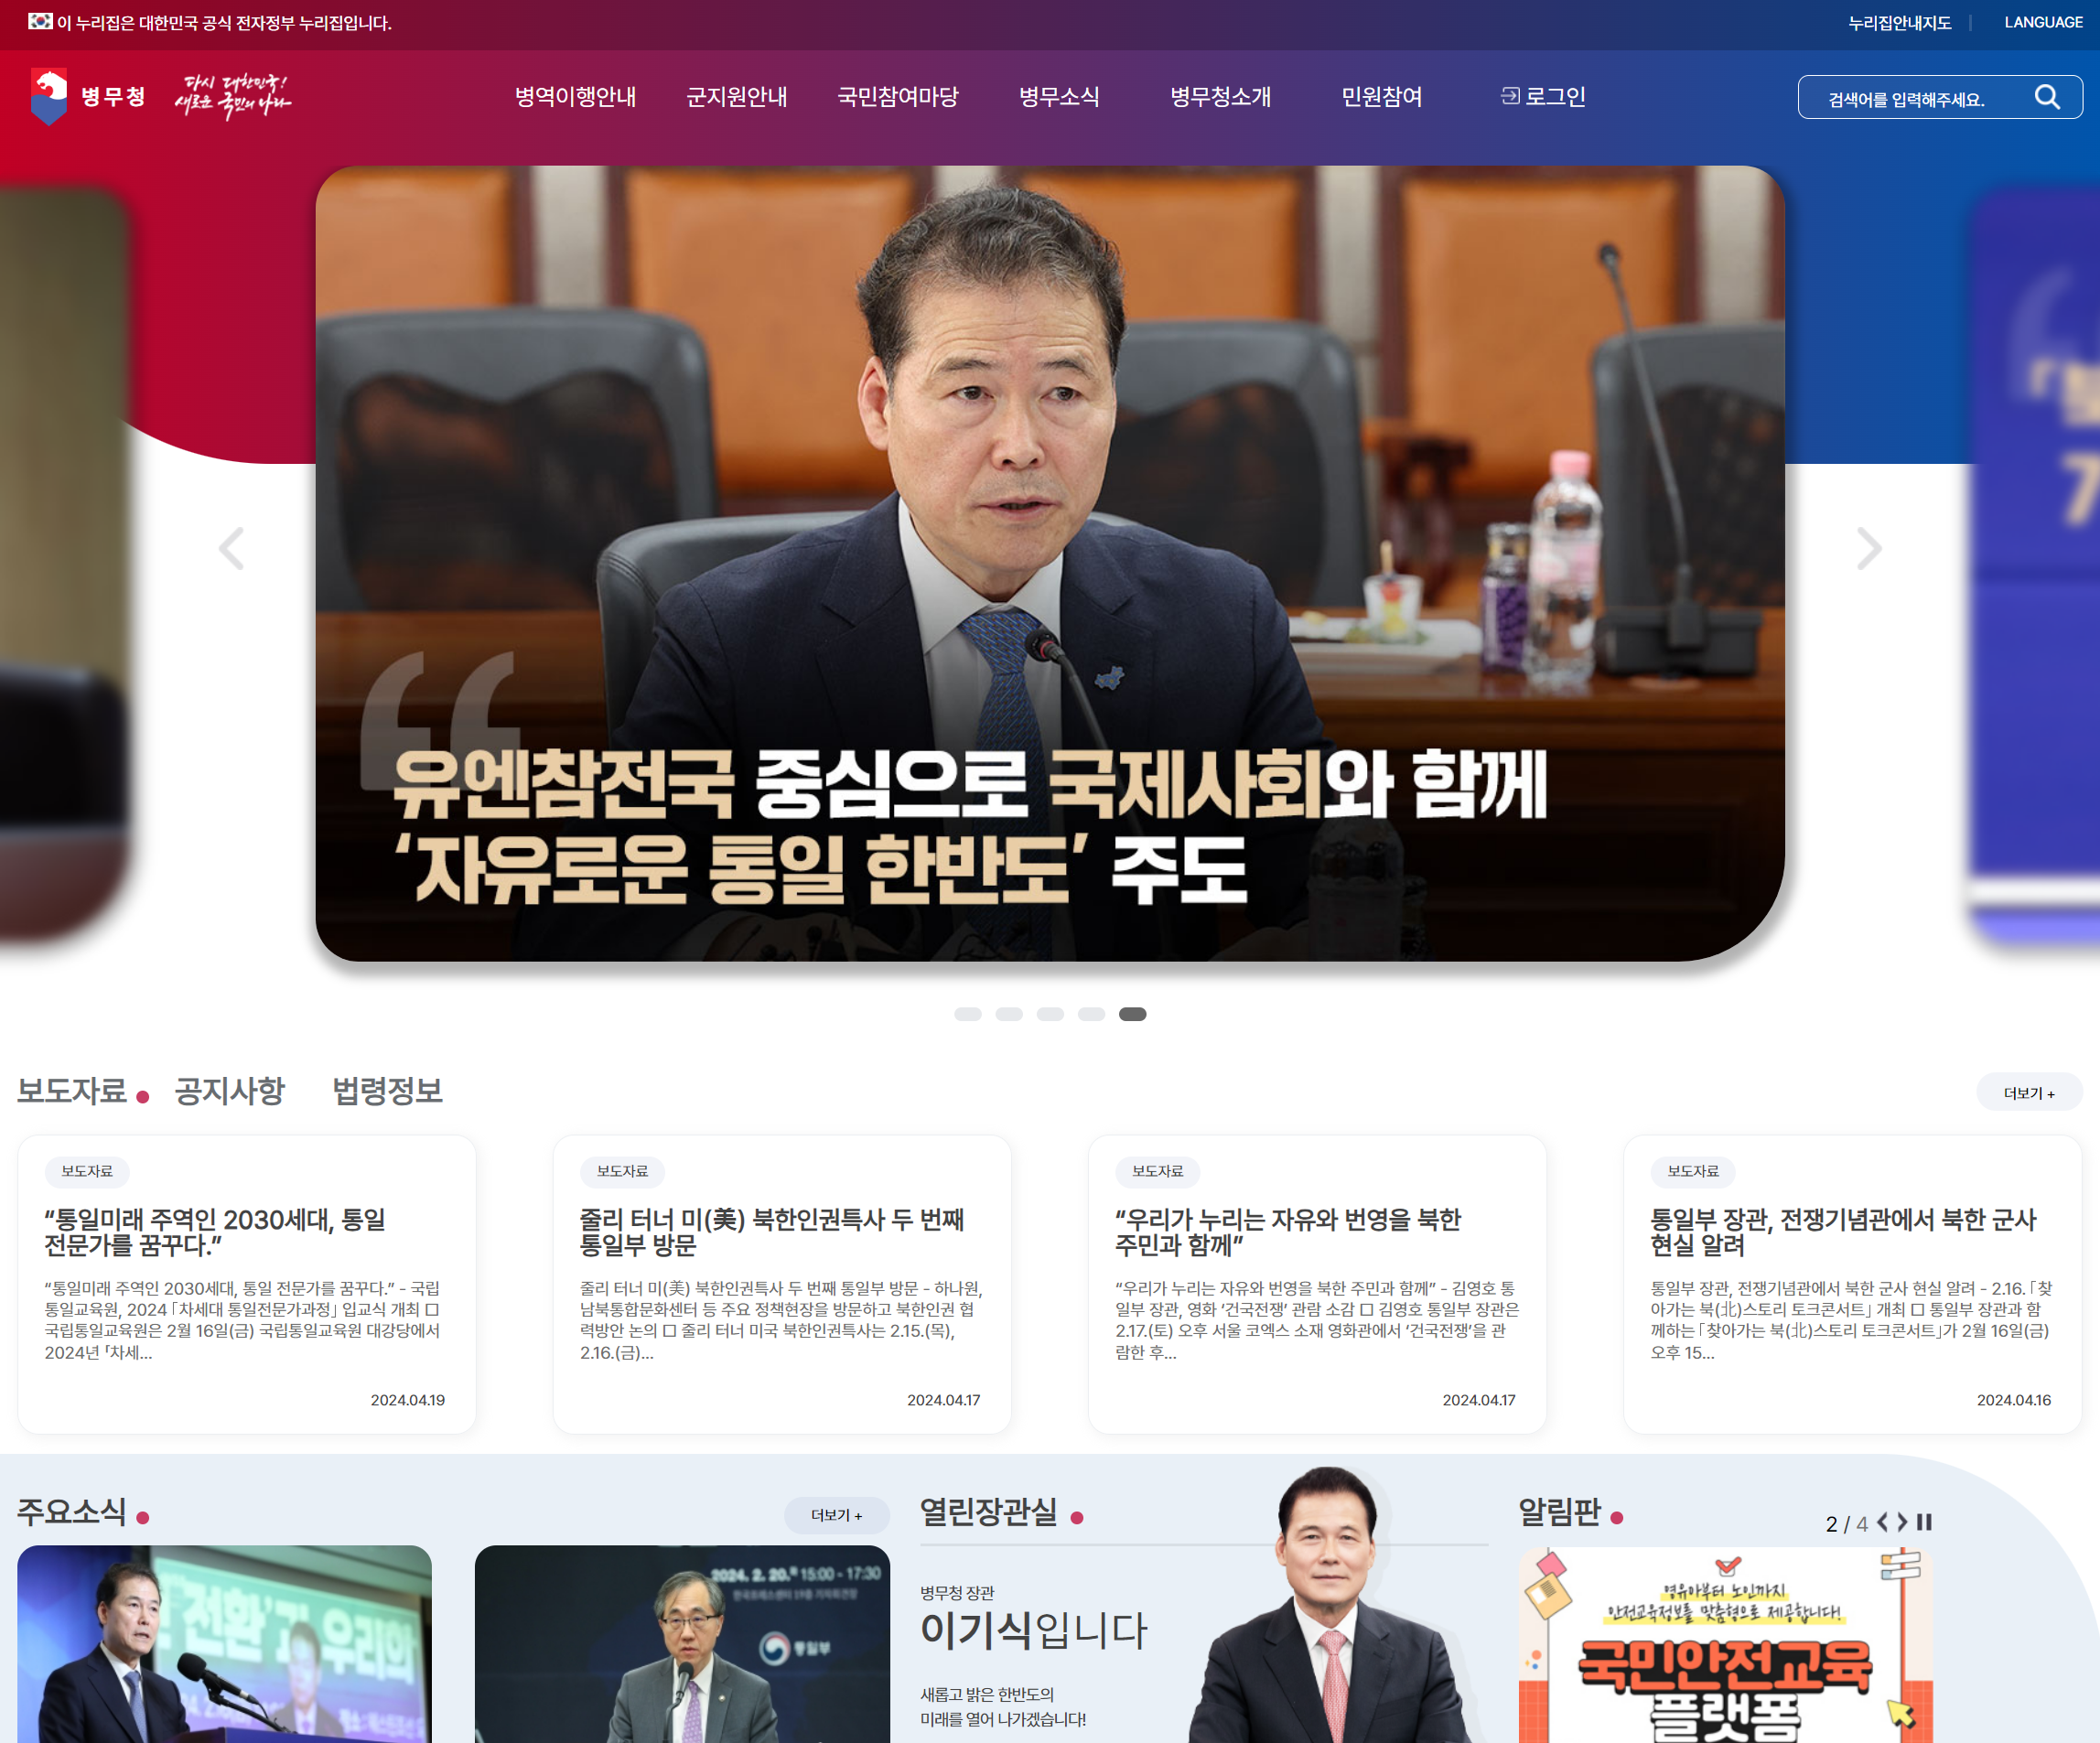 이 누리집은 대한민국 공식 전자정부 누리집입니다.
누리집안내지도
LANGUAGE
병무청
다시 대한민국!
새로운 국민의 나라
병역이행안내
군지원안내
국민참여마당
병무소식
병무청소개
민원참여
로그인
검색어를 입력해주세요.
유엔참전국 중심으로 국제사회와 함께
‘자유로운 통일 한반도’ 주도
보도자료
공지사항
법령정보
더보기 +
보도자료
“통일미래 주역인 2030세대, 통일
전문가를 꿈꾸다.”
“통일미래 주역인 2030세대, 통일 전문가를 꿈꾸다.” - 국립
통일교육원, 2024 ｢차세대 통일전문가과정｣ 입교식 개최 □
국립통일교육원은 2월 16일(금) 국립통일교육원 대강당에서
2024년 ｢차세...
2024.04.19
보도자료
줄리 터너 미(美) 북한인권특사 두 번째
통일부 방문
줄리 터너 미(美) 북한인권특사 두 번째 통일부 방문 - 하나원,
남북통합문화센터 등 주요 정책현장을 방문하고 북한인권 협
력방안 논의 □ 줄리 터너 미국 북한인권특사는 2.15.(목),
2.16.(금)...
2024.04.17
보도자료
“우리가 누리는 자유와 번영을 북한
주민과 함께”
“우리가 누리는 자유와 번영을 북한 주민과 함께” - 김영호 통
일부 장관, 영화 ‘건국전쟁’ 관람 소감 □ 김영호 통일부 장관은
2.17.(토) 오후 서울 코엑스 소재 영화관에서 ‘건국전쟁’을 관
람한 후...
2024.04.17
보도자료
통일부 장관, 전쟁기념관에서 북한 군사
현실 알려
통일부 장관, 전쟁기념관에서 북한 군사 현실 알려 - 2.16. ｢찾
아가는 북(北)스토리 토크콘서트｣ 개최 □ 통일부 장관과 함
께하는 ｢찾아가는 북(北)스토리 토크콘서트｣가 2월 16일(금)
오후 15...
2024.04.16
주요소식
더보기 +
전환’과 우리의
2024. 2. 20. 15:00 - 17:30
통일부
열린장관실
병무청 장관
이기식입니다
새롭고 밝은 한반도의
미래를 열어 나가겠습니다!
알림판
2 / 4
영유아부터 노인까지
안전교육정보를 맞춤형으로 제공합니다!
국민안전교육
플랫폼